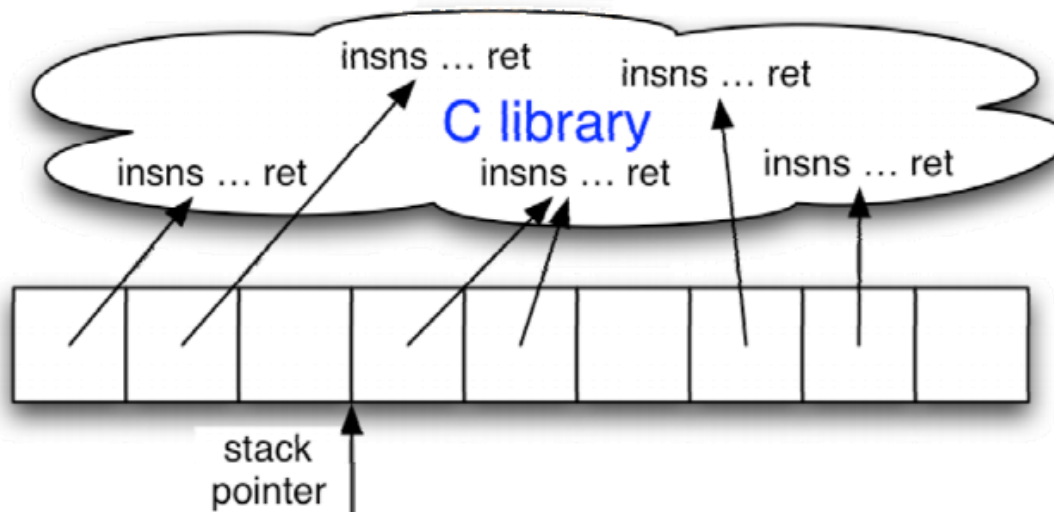 insns … ret
insns … ret
C library
insns … ret
insns … ret
insns … ret
stack
pointer